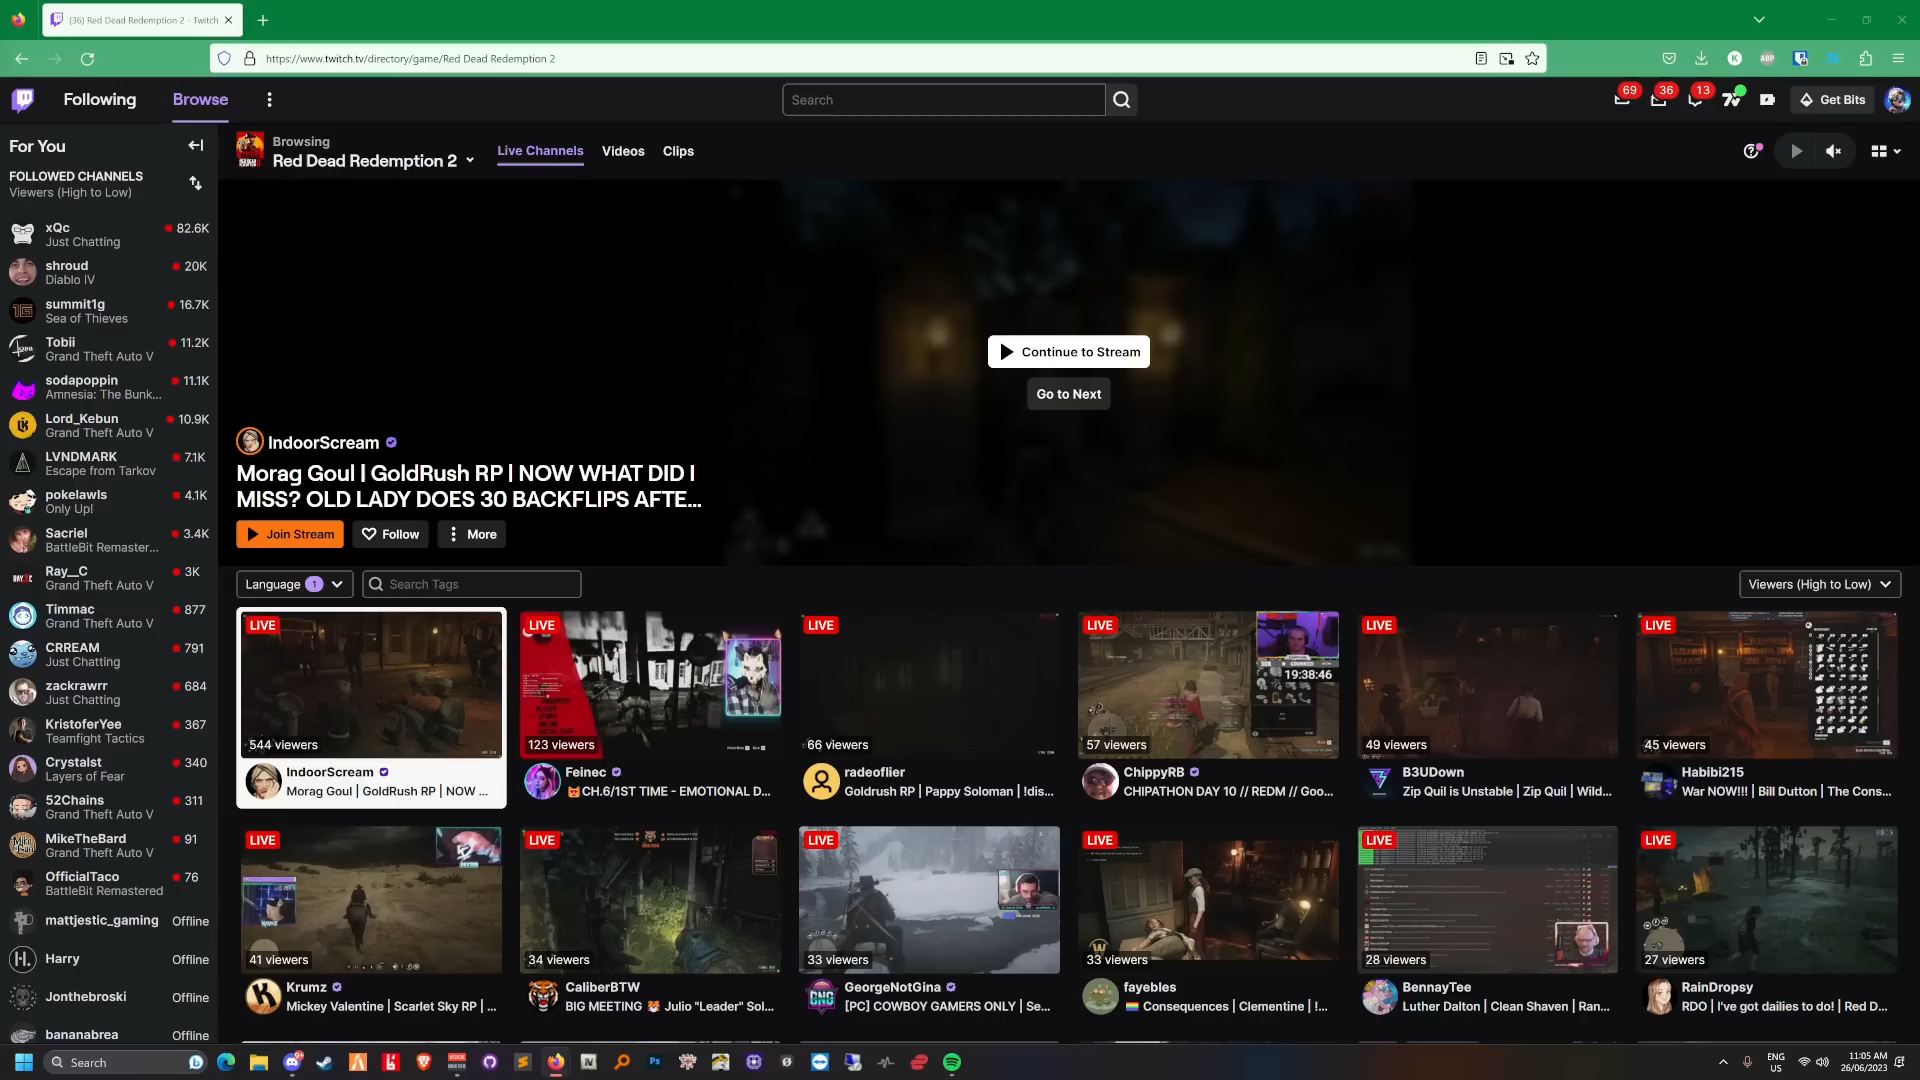 (36) Red Dead Redemption 2 - Twitch
https://www.twitch.tv/directory/game/Red Dead Redemption 2
Following
Browse
Search
69
36
13
Get Bits
For You
FOLLOWED CHANNELS
Viewers (High to Low)
xQc
82.6K
Just Chatting
shroud
20K
Diablo IV
summit1g
16.7K
Sea of Thieves
Tobii
11.2K
Grand Theft Auto V
sodapoppin
11.1K
Amnesia: The Bunk...
Lord_Kebun
10.9K
Grand Theft Auto V
LVNDMARK
7.1K
Escape from Tarkov
pokelawls
4.1K
Only Up!
Sacriel
3.4K
BattleBit Remaster...
Ray__C
3K
Grand Theft Auto V
Timmac
877
Grand Theft Auto V
CRREAM
791
Just Chatting
zackrawrr
684
Just Chatting
KristoferYee
367
Teamfight Tactics
Crystalst
340
Layers of Fear
52Chains
311
Grand Theft Auto V
MikeTheBard
91
Grand Theft Auto V
OfficialTaco
76
BattleBit Remastered
mattjestic_gaming
Offline
Harry
Offline
Jonthebroski
Offline
bananabrea
Offline
Browsing
Red Dead Redemption 2
Live Channels
Videos
Clips
Continue to Stream
Go to Next
IndoorScream
Morag Goul | GoldRush RP | NOW WHAT DID I
MISS? OLD LADY DOES 30 BACKFLIPS AFTE...
Join Stream
Follow
More
Language 1
Search Tags
Viewers (High to Low)
LIVE
544 viewers
IndoorScream
Morag Goul | GoldRush RP | NOW ...
LIVE
123 viewers
Feinec
CH.6/1ST TIME - EMOTIONAL D...
LIVE
66 viewers
radeoflier
Goldrush RP | Pappy Soloman | !dis...
LIVE
19:38:46
57 viewers
ChippyRB
CHIPATHON DAY 10 // REDM // Goo...
LIVE
49 viewers
B3UDown
Zip Quil is Unstable | Zip Quil | Wild...
LIVE
45 viewers
Habibi215
War NOW!!! | Bill Dutton | The Cons...
LIVE
41 viewers
Krumz
Mickey Valentine | Scarlet Sky RP | ...
LIVE
34 viewers
CaliberBTW
BIG MEETING 🐯 Julio "Leader" Sol...
LIVE
33 viewers
GeorgeNotGina
[PC] COWBOY GAMERS ONLY | Se...
LIVE
33 viewers
fayebles
🏳️‍🌈 Consequences | Clementine | !...
LIVE
28 viewers
BennayTee
Luther Dalton | Clean Shaven | Ran...
LIVE
27 viewers
RainDropsy
RDO | I've got dailies to do! | Red D...
Search
ENG
US
11:05 AM
26/06/2023